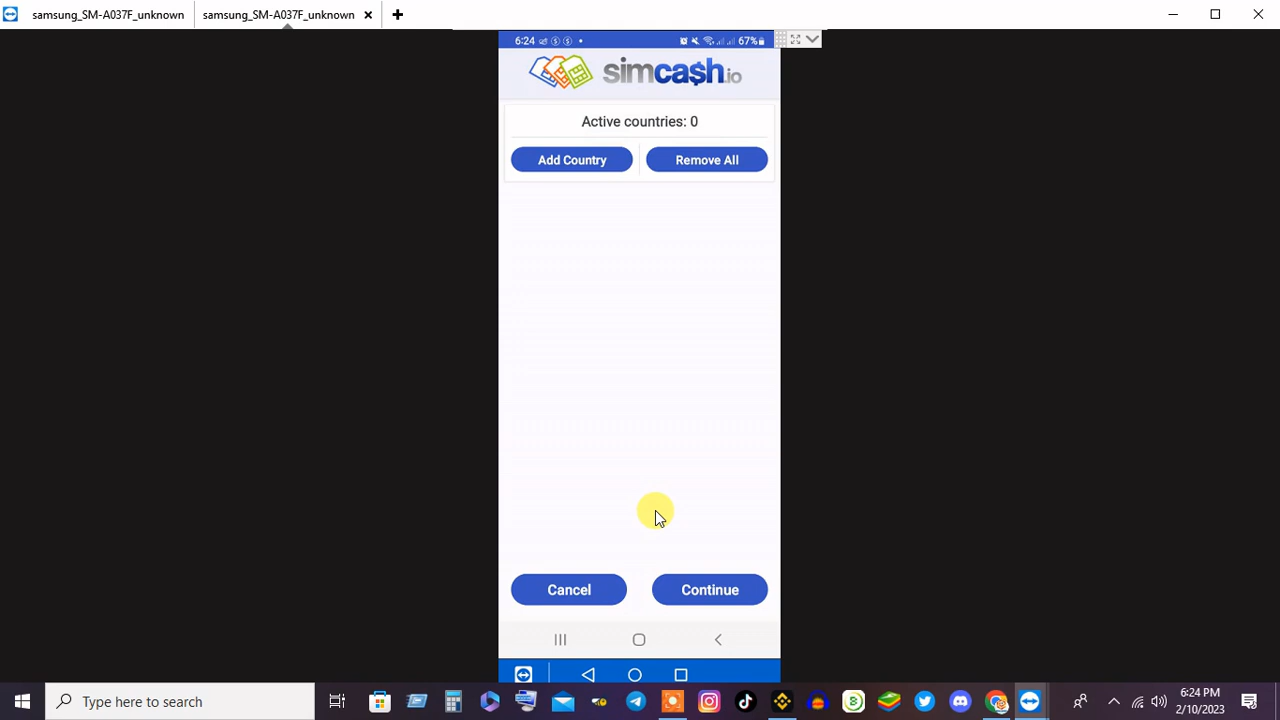 samsung_SM-A037F_unknown
samsung_SM-A037F_unknown
6:24
67%
simca$h.io
Active countries: 0
Add Country
Remove All
Cancel
Continue
Type here to search
6:24 PM
2/10/2023